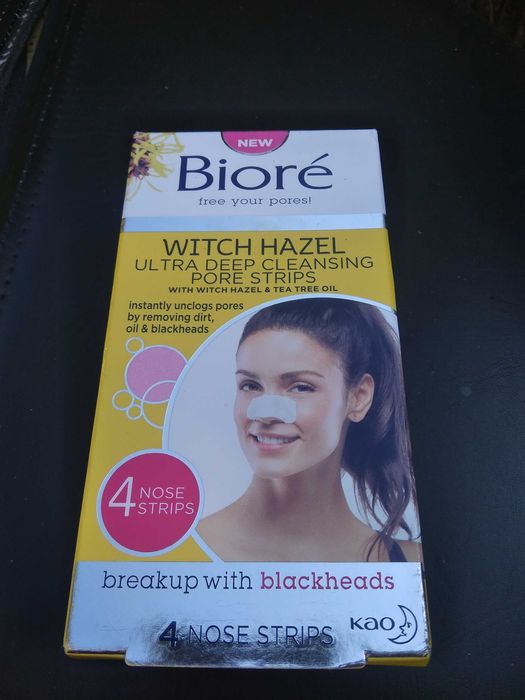 NEW
Bioré
free your pores!
WITCH HAZEL
ULTRA DEEP CLEANSING
PORE STRIPS
WITH WITCH HAZEL & TEA TREE OIL
instantly unclogs pores
by removing dirt,
oil & blackheads
4 NOSE
STRIPS
breakup with blackheads
4 NOSE STRIPS
Kao